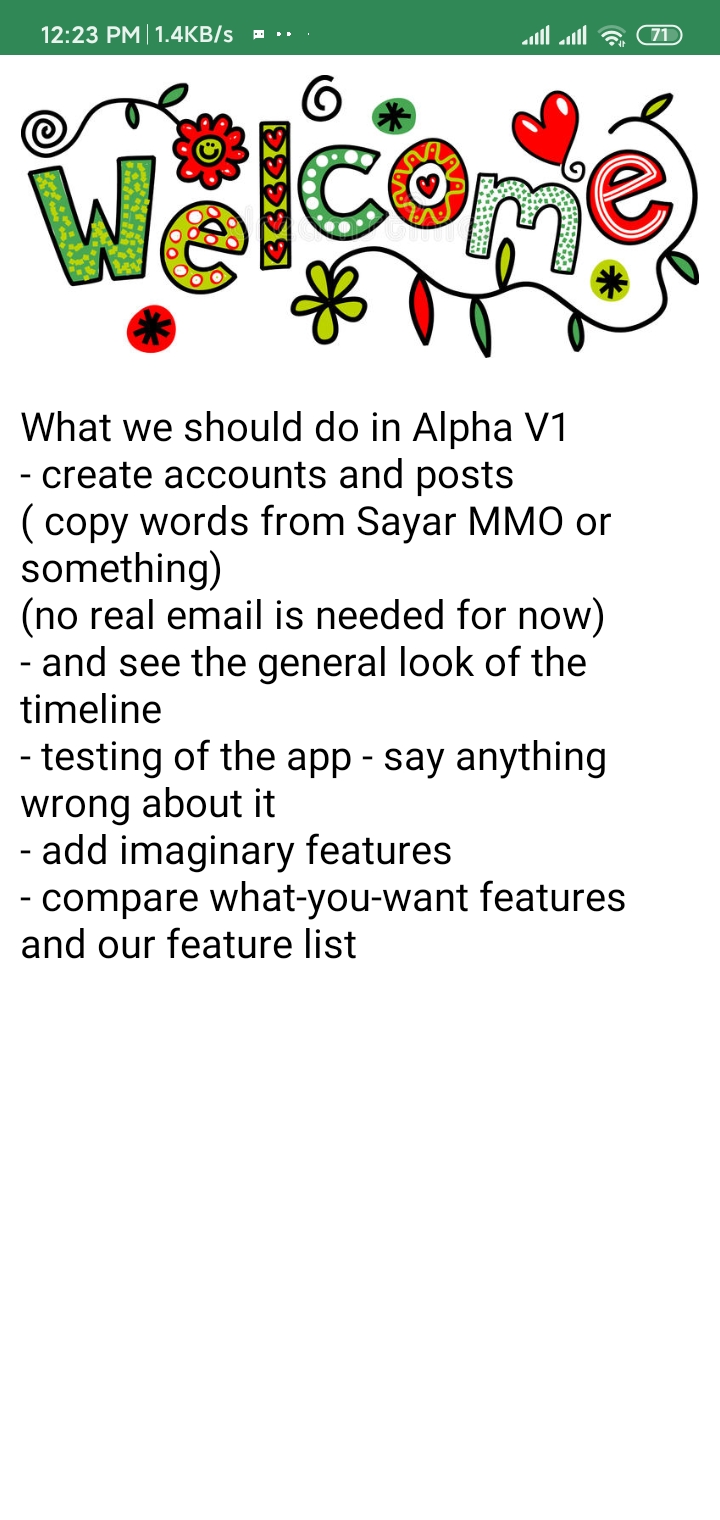 12:23 PM | 1.4KB/s
71
Welcome
What we should do in Alpha V1
- create accounts and posts
( copy words from Sayar MMO or
something)
(no real email is needed for now)
- and see the general look of the
timeline
- testing of the app - say anything
wrong about it
- add imaginary features
- compare what-you-want features
and our feature list